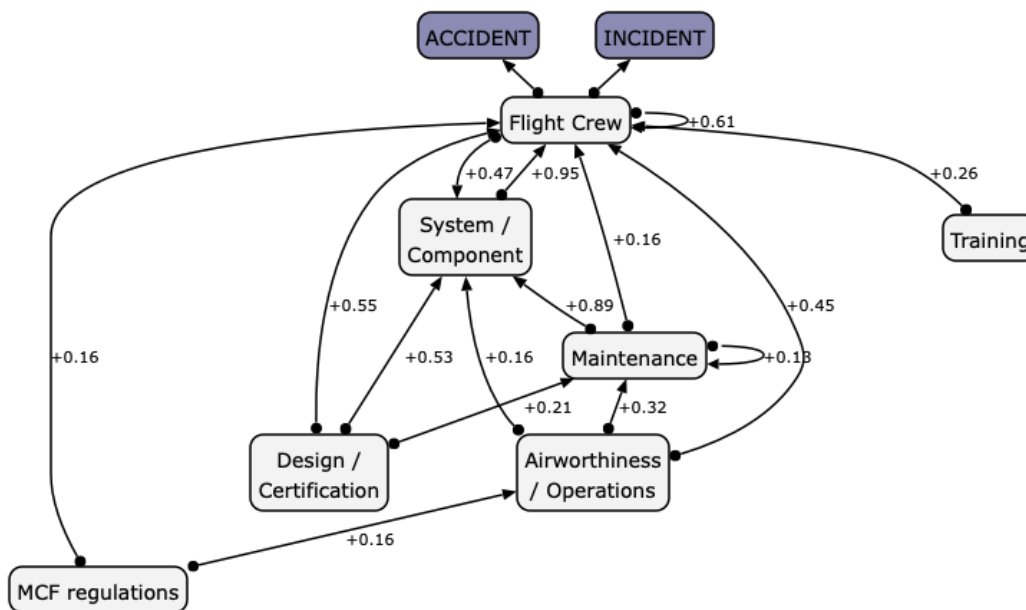 ACCIDENT
INCIDENT
Flight Crew
+0.61
+0.47
+0.95
+0.26
System /
Component
Training
+0.16
+0.55
+0.89
+0.45
Maintenance
+0.13
+0.16
+0.53
+0.16
+0.21
+0.32
Design /
Certification
Airworthiness
/ Operations
+0.16
MCF regulations